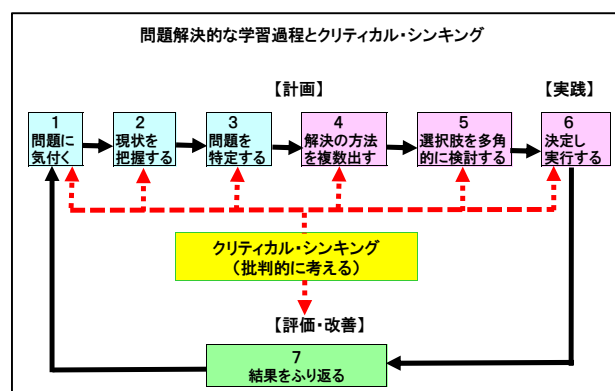 問題解決的な学習過程とクリティカル・シンキング
【計画】
【実践】
1
問題に
気付く
2
現状を
把握する
3
問題を
特定する
4
解決の方法
を複数出す
5
選択肢を多角
的に検討する
6
決定し
実行する
クリティカル・シンキング
（批判的に考える）
【評価・改善】
7
結果をふり返る